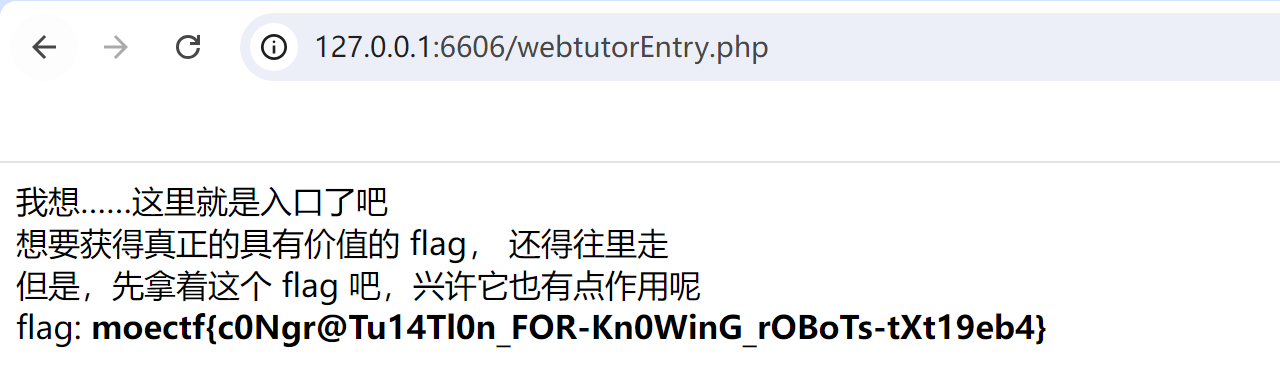 127.0.0.1:6606/webtutorEntry.php
我想......这里就是入口了吧
想要获得真正的具有价值的 flag， 还得往里走
但是，先拿着这个 flag 吧，兴许它也有点作用呢
flag: moectf{c0Ngr@Tu14Tl0n_FOR-Kn0WinG_rOBoTs-tXt19eb4}